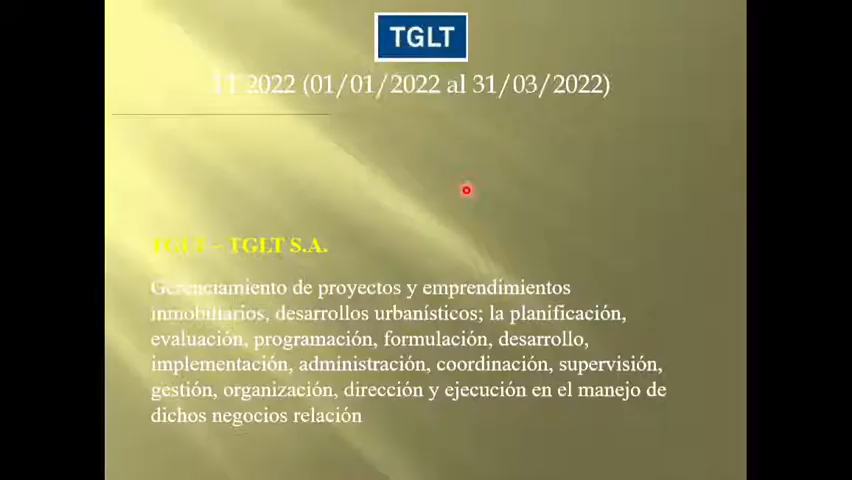 TGLT
1T 2022 (01/01/2022 al 31/03/2022)
TGLT – TGLT S.A.
Gerenciamiento de proyectos y emprendimientos
inmobiliarios, desarrollos urbanísticos; la planificación,
evaluación, programación, formulación, desarrollo,
implementación, administración, coordinación, supervisión,
gestión, organización, dirección y ejecución en el manejo de
dichos negocios relación